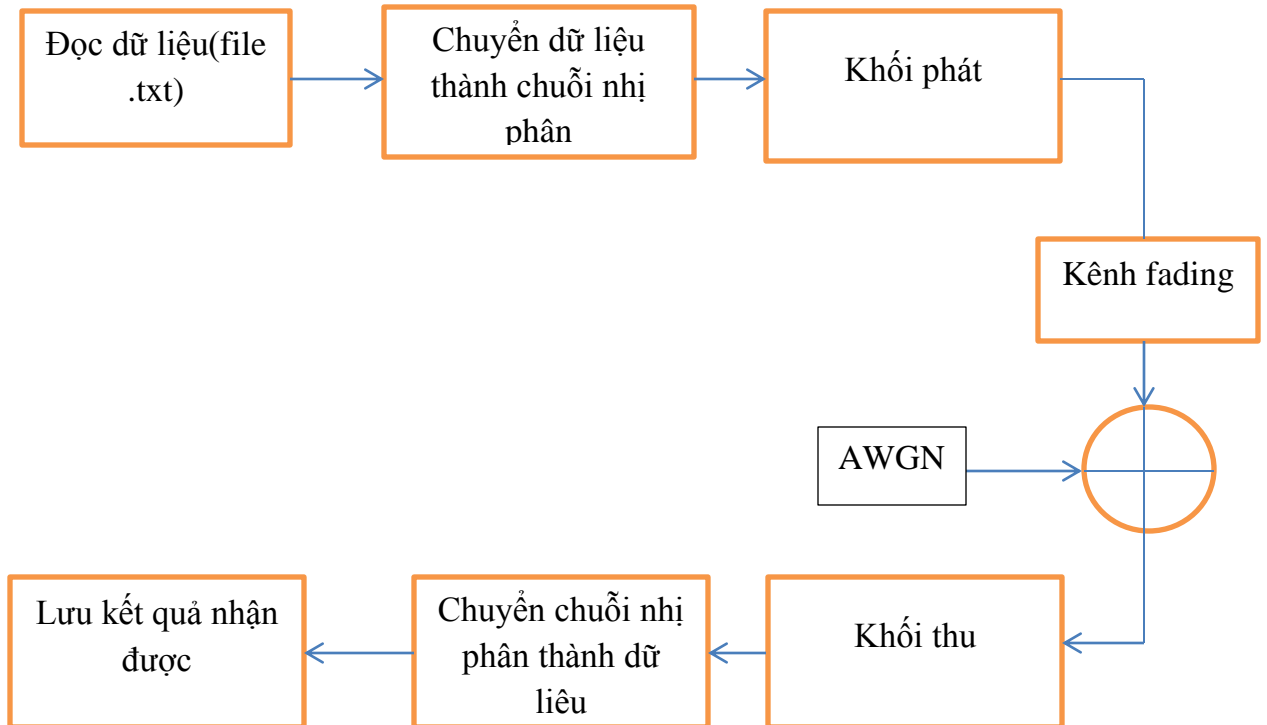 Đọc dữ liệu(file
.txt)
Chuyển dữ liệu
thành chuỗi nhị
phân
Khối phát
Kênh fading
AWGN
Khối thu
Chuyển chuỗi nhị
phân thành dữ
liêu
Lưu kết quả nhận
được